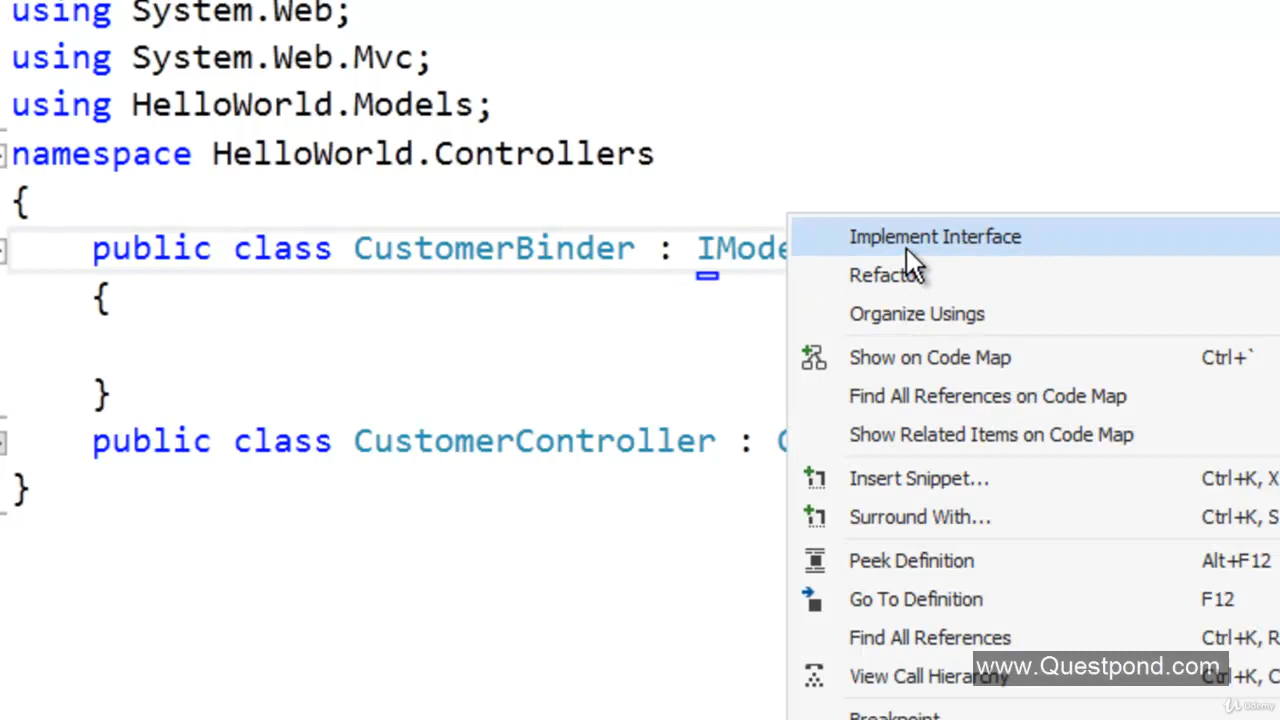 using System.Web;
using System.Web.Mvc;
using HelloWorld.Models;
namespace HelloWorld.Controllers
{
public class CustomerBinder : IMode
{
}
public class CustomerController :
}
Implement Interface
Refactor
Organize Usings
Show on Code Map Ctrl+`
Find All References on Code Map
Show Related Items on Code Map
Insert Snippet... Ctrl+K, X
Surround With... Ctrl+K, S
Peek Definition Alt+F12
Go To Definition F12
Find All References Ctrl+K, R
View Call Hierarchy Ctrl+K, C
Breakpoint
www.Questpond.com
Udemy